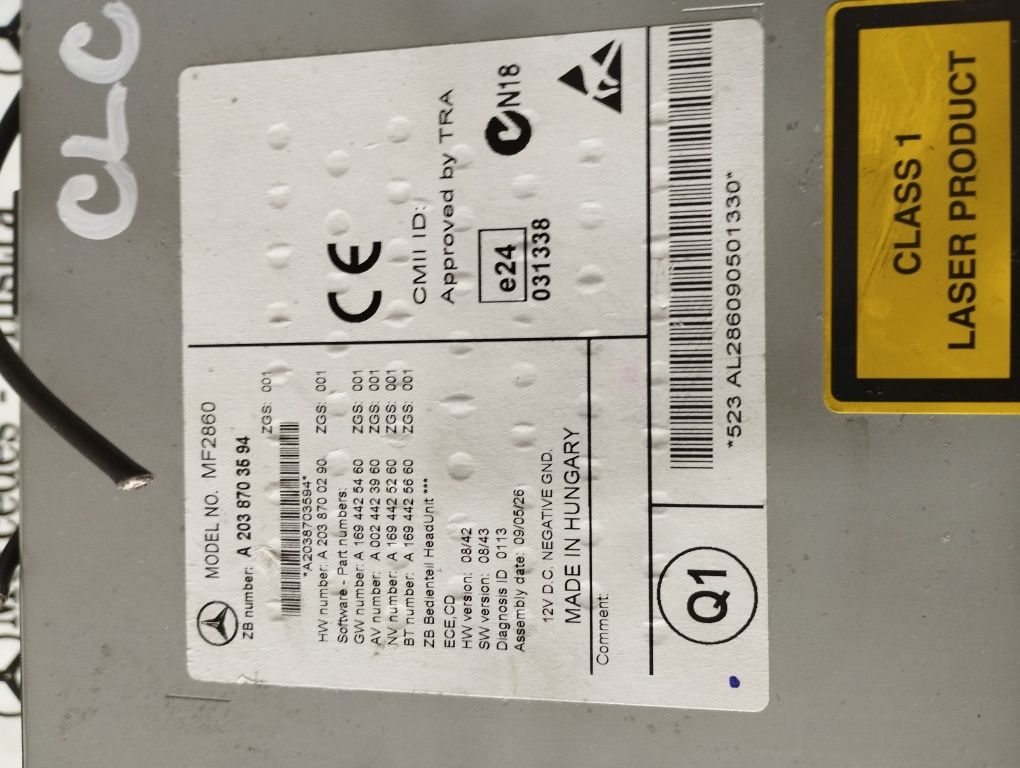 CLC
MODEL NO. MF2860
ZB number: A 203 870 35 94
ZGS: 001
*A2038703594*
HW number: A 203 870 02 90 ZGS: 001
Software - Part numbers:
GW number: A 169 442 54 60 ZGS: 001
AV number: A 002 442 39 60 ZGS: 001
NV number: A 169 442 52 60 ZGS: 001
BT number: A 169 442 56 60 ZGS: 001
ZB Bedienteil HeadUnit ***
ECE,CD
HW version: 08/42
SW version: 08/43
Diagnosis ID 0113
Assembly date: 09/05/26
12V D.C. NEGATIVE GND.
MADE IN HUNGARY
Comment:
CE
CMII ID:
Approved by TRA
e24
031338
N18
Q1
*523 AL286090501330*
CLASS 1
LASER PRODUCT